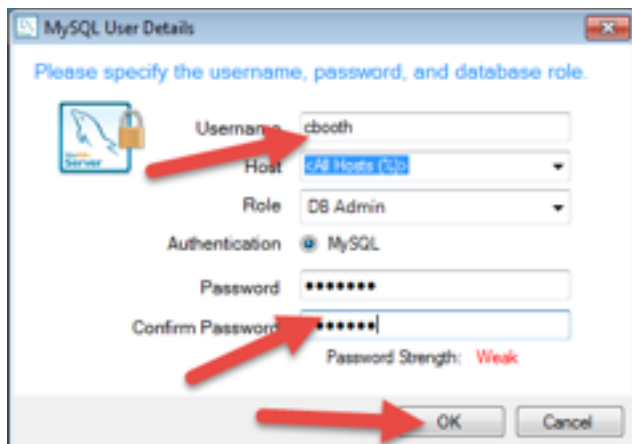 MySQL User Details
Please specify the username, password, and database role.
Username cbooth
Server
Host <All Hosts (%)>
Role DB Admin
Authentication MySQL
Password •••••••
Confirm Password ••••••
Password Strength: Weak
OK Cancel